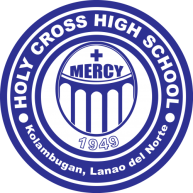 HOLY CROSS HIGH SCHOOL
MERCY
1949
Kolambugan, Lanao del Norte